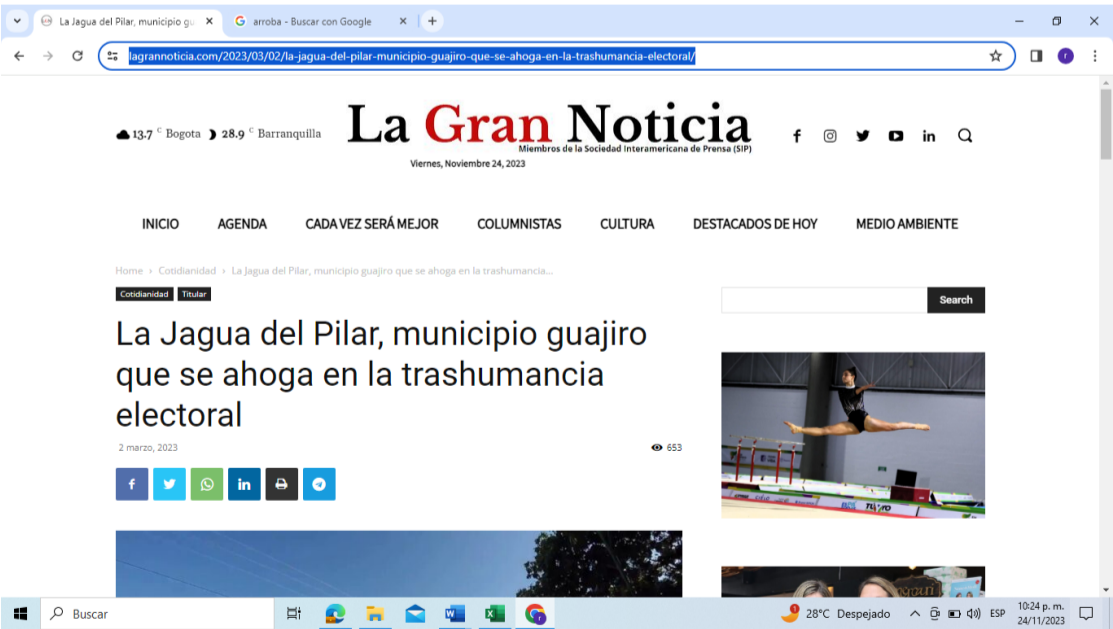 La Jagua del Pilar, municipio gu
arroba - Buscar con Google
lagrannoticia.com/2023/03/02/la-jagua-del-pilar-municipio-guajiro-que-se-ahoga-en-la-trashumancia-electoral/
13.7 C Bogota 28.9 C Barranquilla
La Gran Noticia
Miembros de la Sociedad Interamericana de Prensa (SIP)
Viernes, Noviembre 24, 2023
INICIO AGENDA CADA VEZ SERÁ MEJOR COLUMNISTAS CULTURA DESTACADOS DE HOY MEDIO AMBIENTE
Home › Cotidianidad › La Jagua del Pilar, municipio guajiro que se ahoga en la trashumancia...
Cotidianidad Titular
Search
La Jagua del Pilar, municipio guajiro
que se ahoga en la trashumancia
electoral
2 marzo, 2023
653
Buscar
28°C Despejado
ESP
10:24 p. m.
24/11/2023